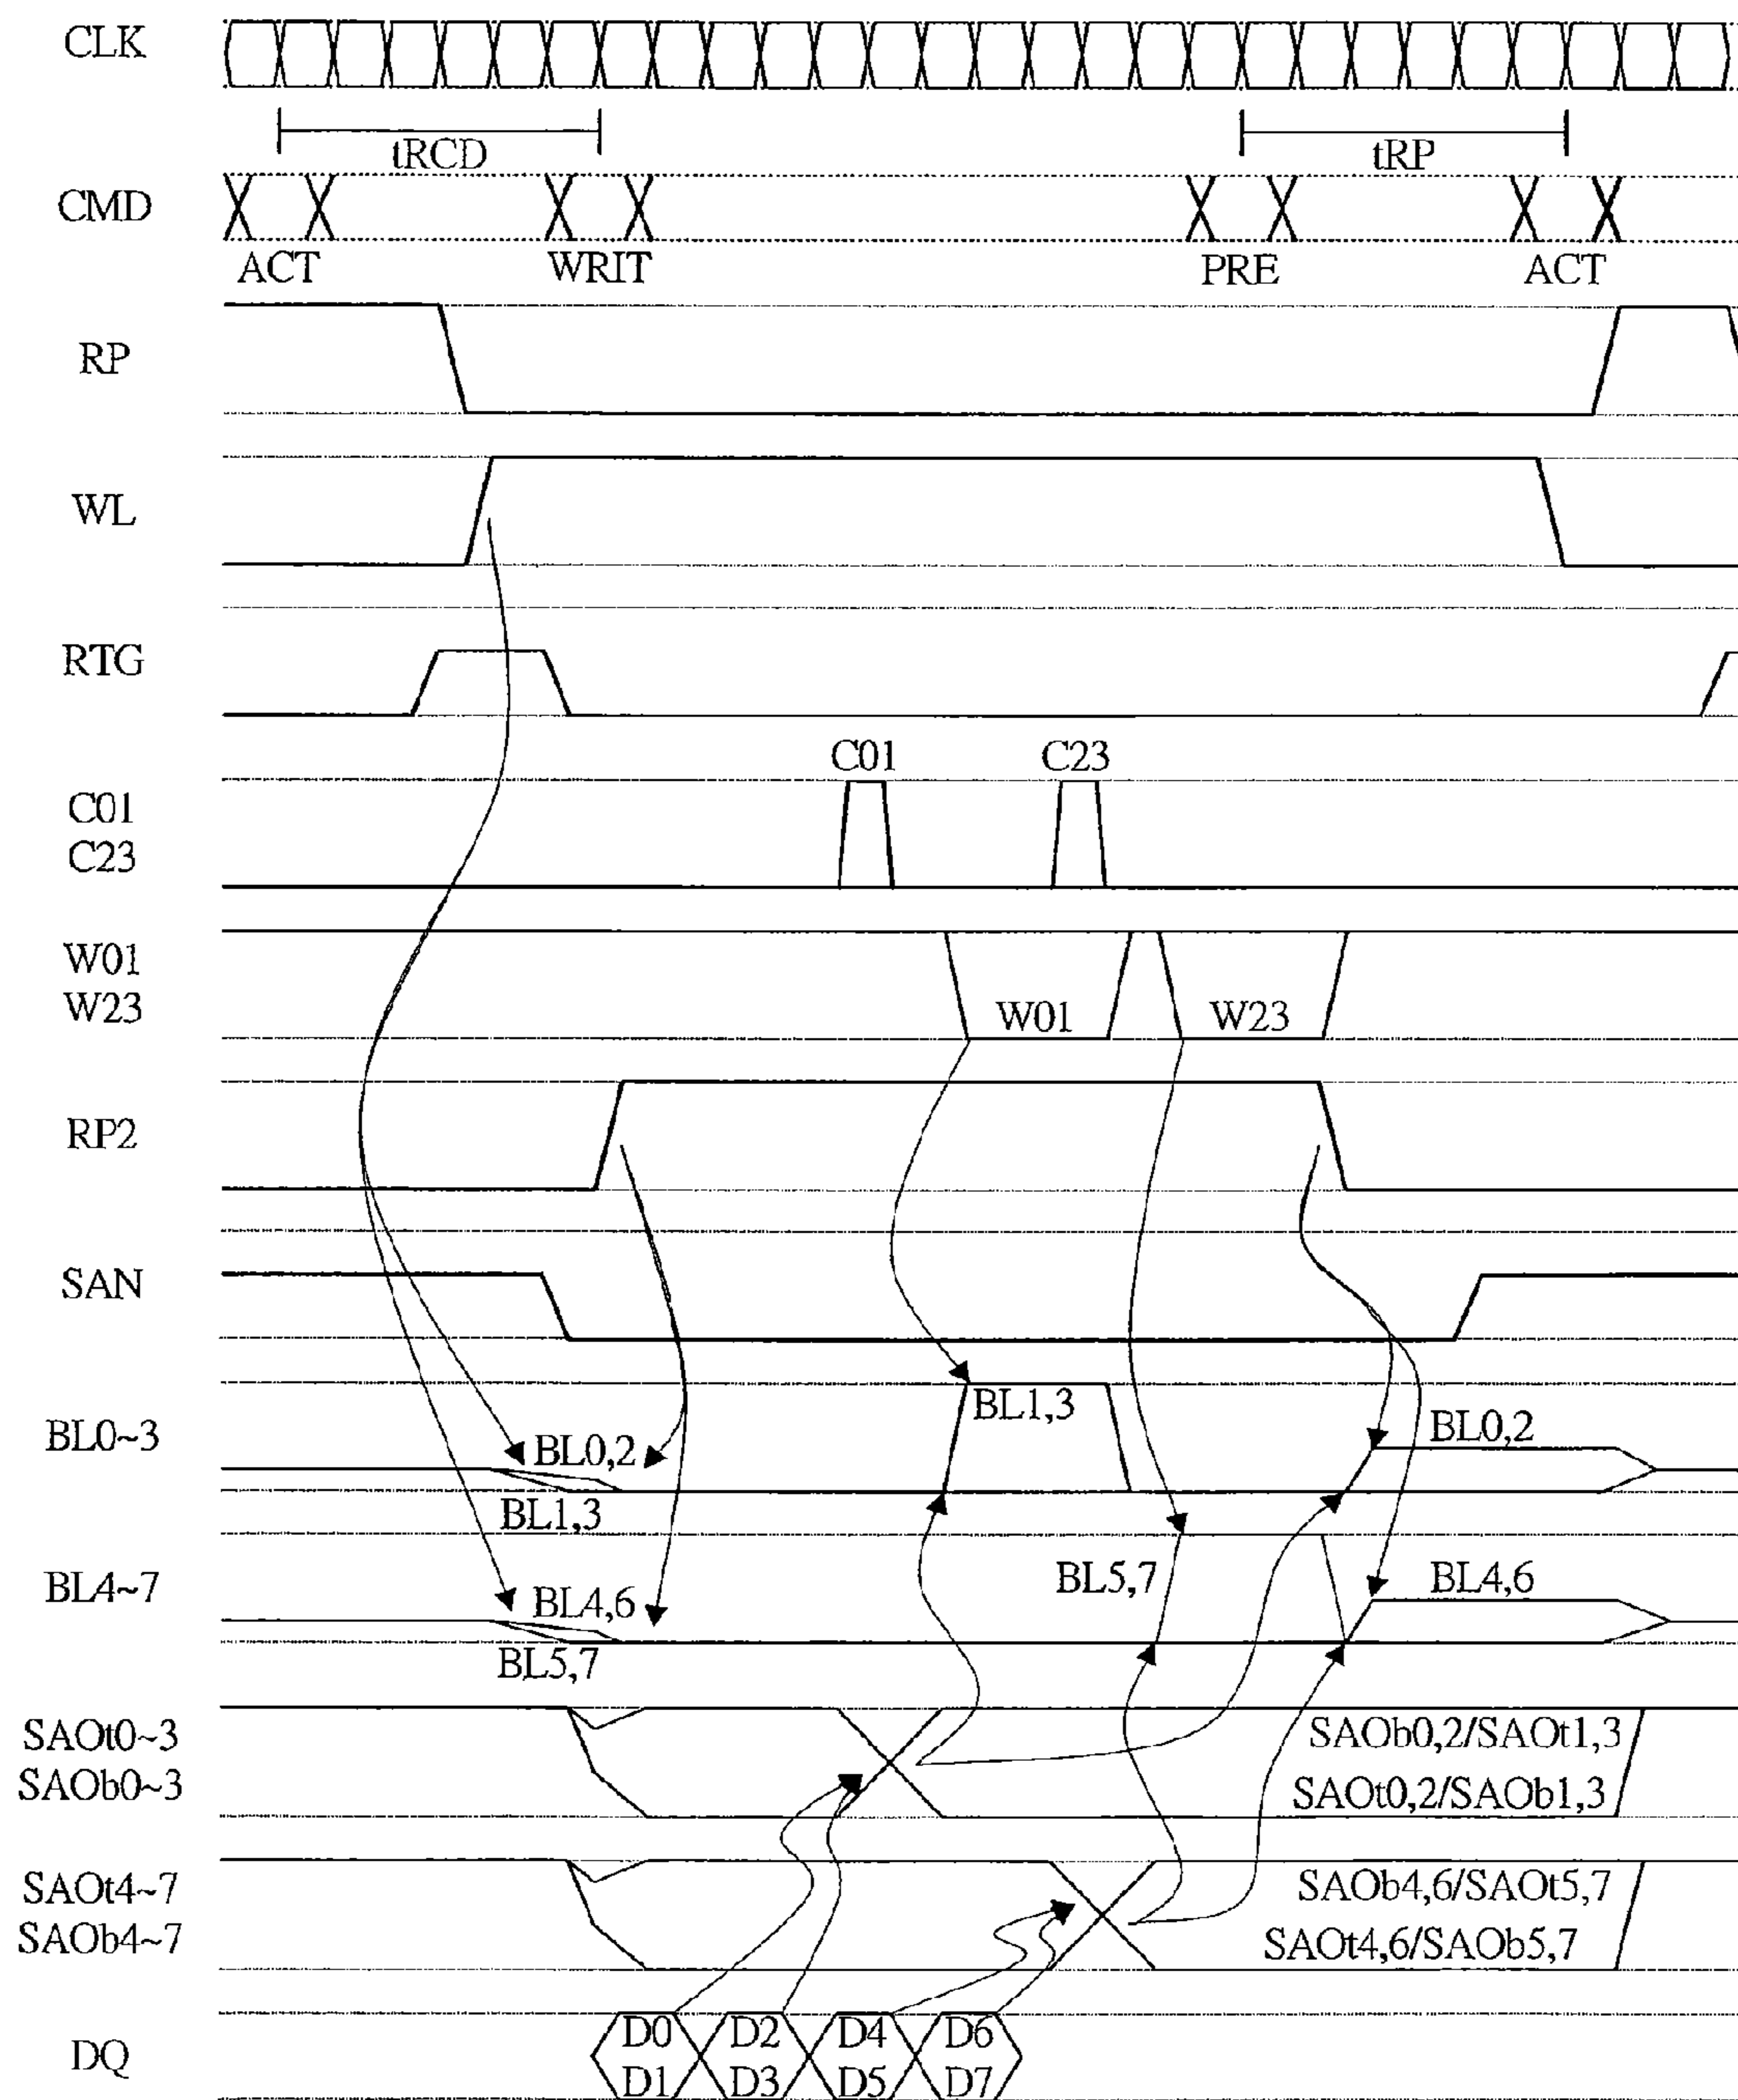 CLK
tRCD
tRP
CMD
ACT
WRIT
PRE
ACT
RP
WL
RTG
C01
C23
C01
C23
W01
W23
W01
W23
RP2
SAN
BL0~3
BL1,3
BL0,2
BL0,2
BL1,3
BL4~7
BL5,7
BL4,6
BL4,6
BL5,7
SAOt0~3
SAOb0~3
SAOb0,2/SAOt1,3
SAOt0,2/SAOb1,3
SAOt4~7
SAOb4~7
SAOb4,6/SAOt5,7
SAOt4,6/SAOb5,7
DQ
D0 D2 D4 D6
D1 D3 D5 D7